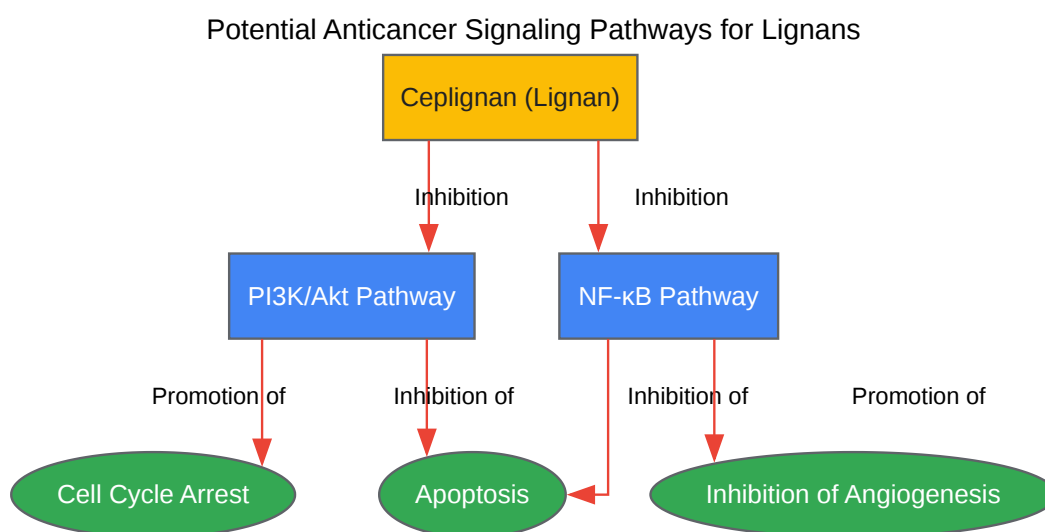 Potential Anticancer Signaling Pathways for Lignans
Ceplignan (Lignan)
Inhibition
Inhibition
PI3K/Akt Pathway
NF-κB Pathway
Promotion of
Inhibition of
Inhibition of
Promotion of
Cell Cycle Arrest
Apoptosis
Inhibition of Angiogenesis